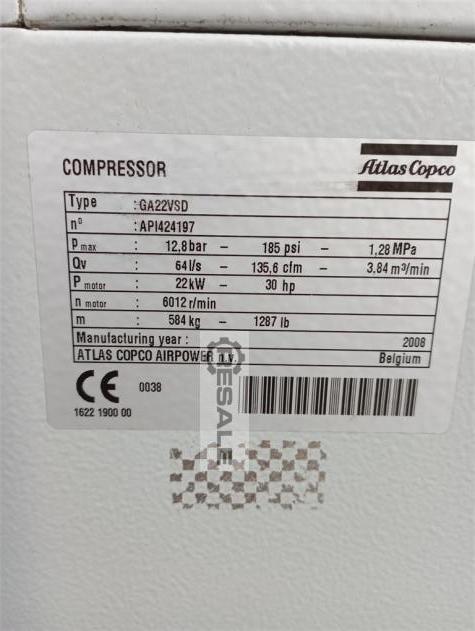 COMPRESSOR
Atlas Copco
Type : GA22VSD
n° : API424197
P max : 12,8 bar – 185 psi – 1,28 MPa
Qv : 64 l/s – 135,6 cfm – 3,84 m³/min
P motor : 22 kW – 30 hp
n motor : 6012 r/min
m : 584 kg – 1287 lb
Manufacturing year : 2008
ATLAS COPCO AIRPOWER n.v. Belgium
CE 0038
1622 1900 00
GESALE